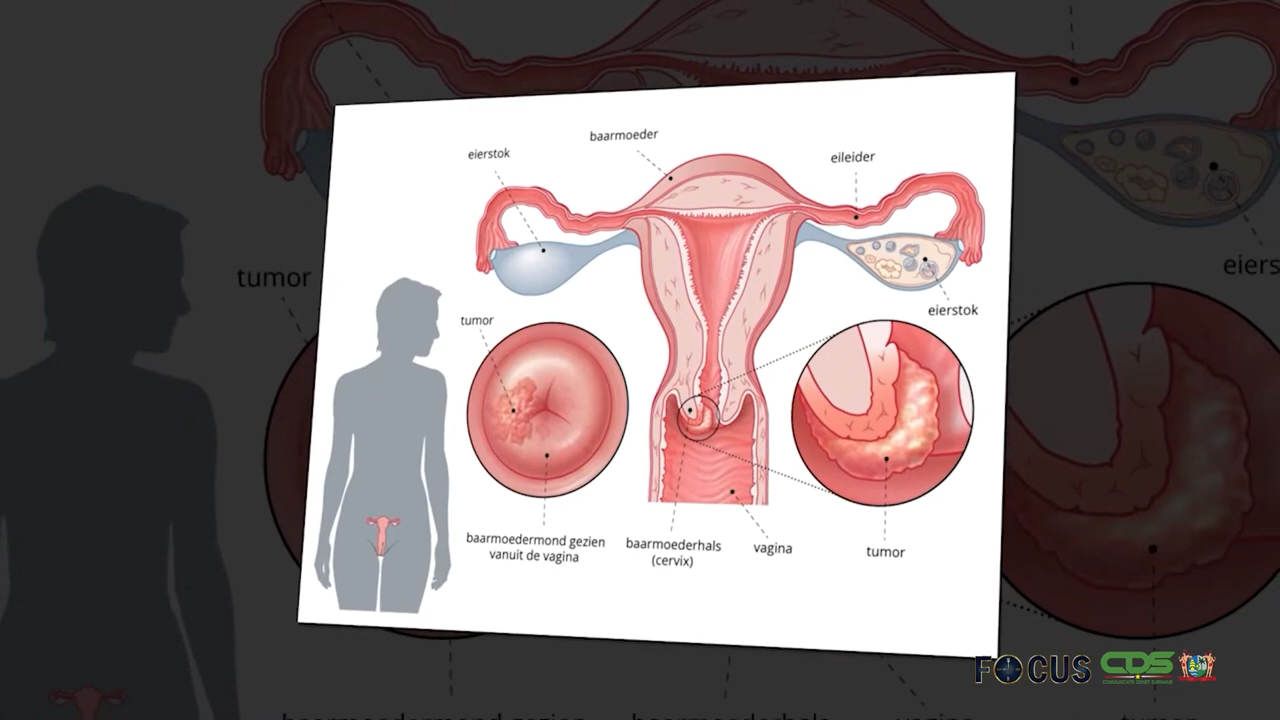 baarmoeder
eierstok
eileider
tumor
eierstok
tumor
eiers
baarmoedermond gezien
vanuit de vagina
baarmoederhals
(cervix)
vagina
tumor
FOCUS
CDS